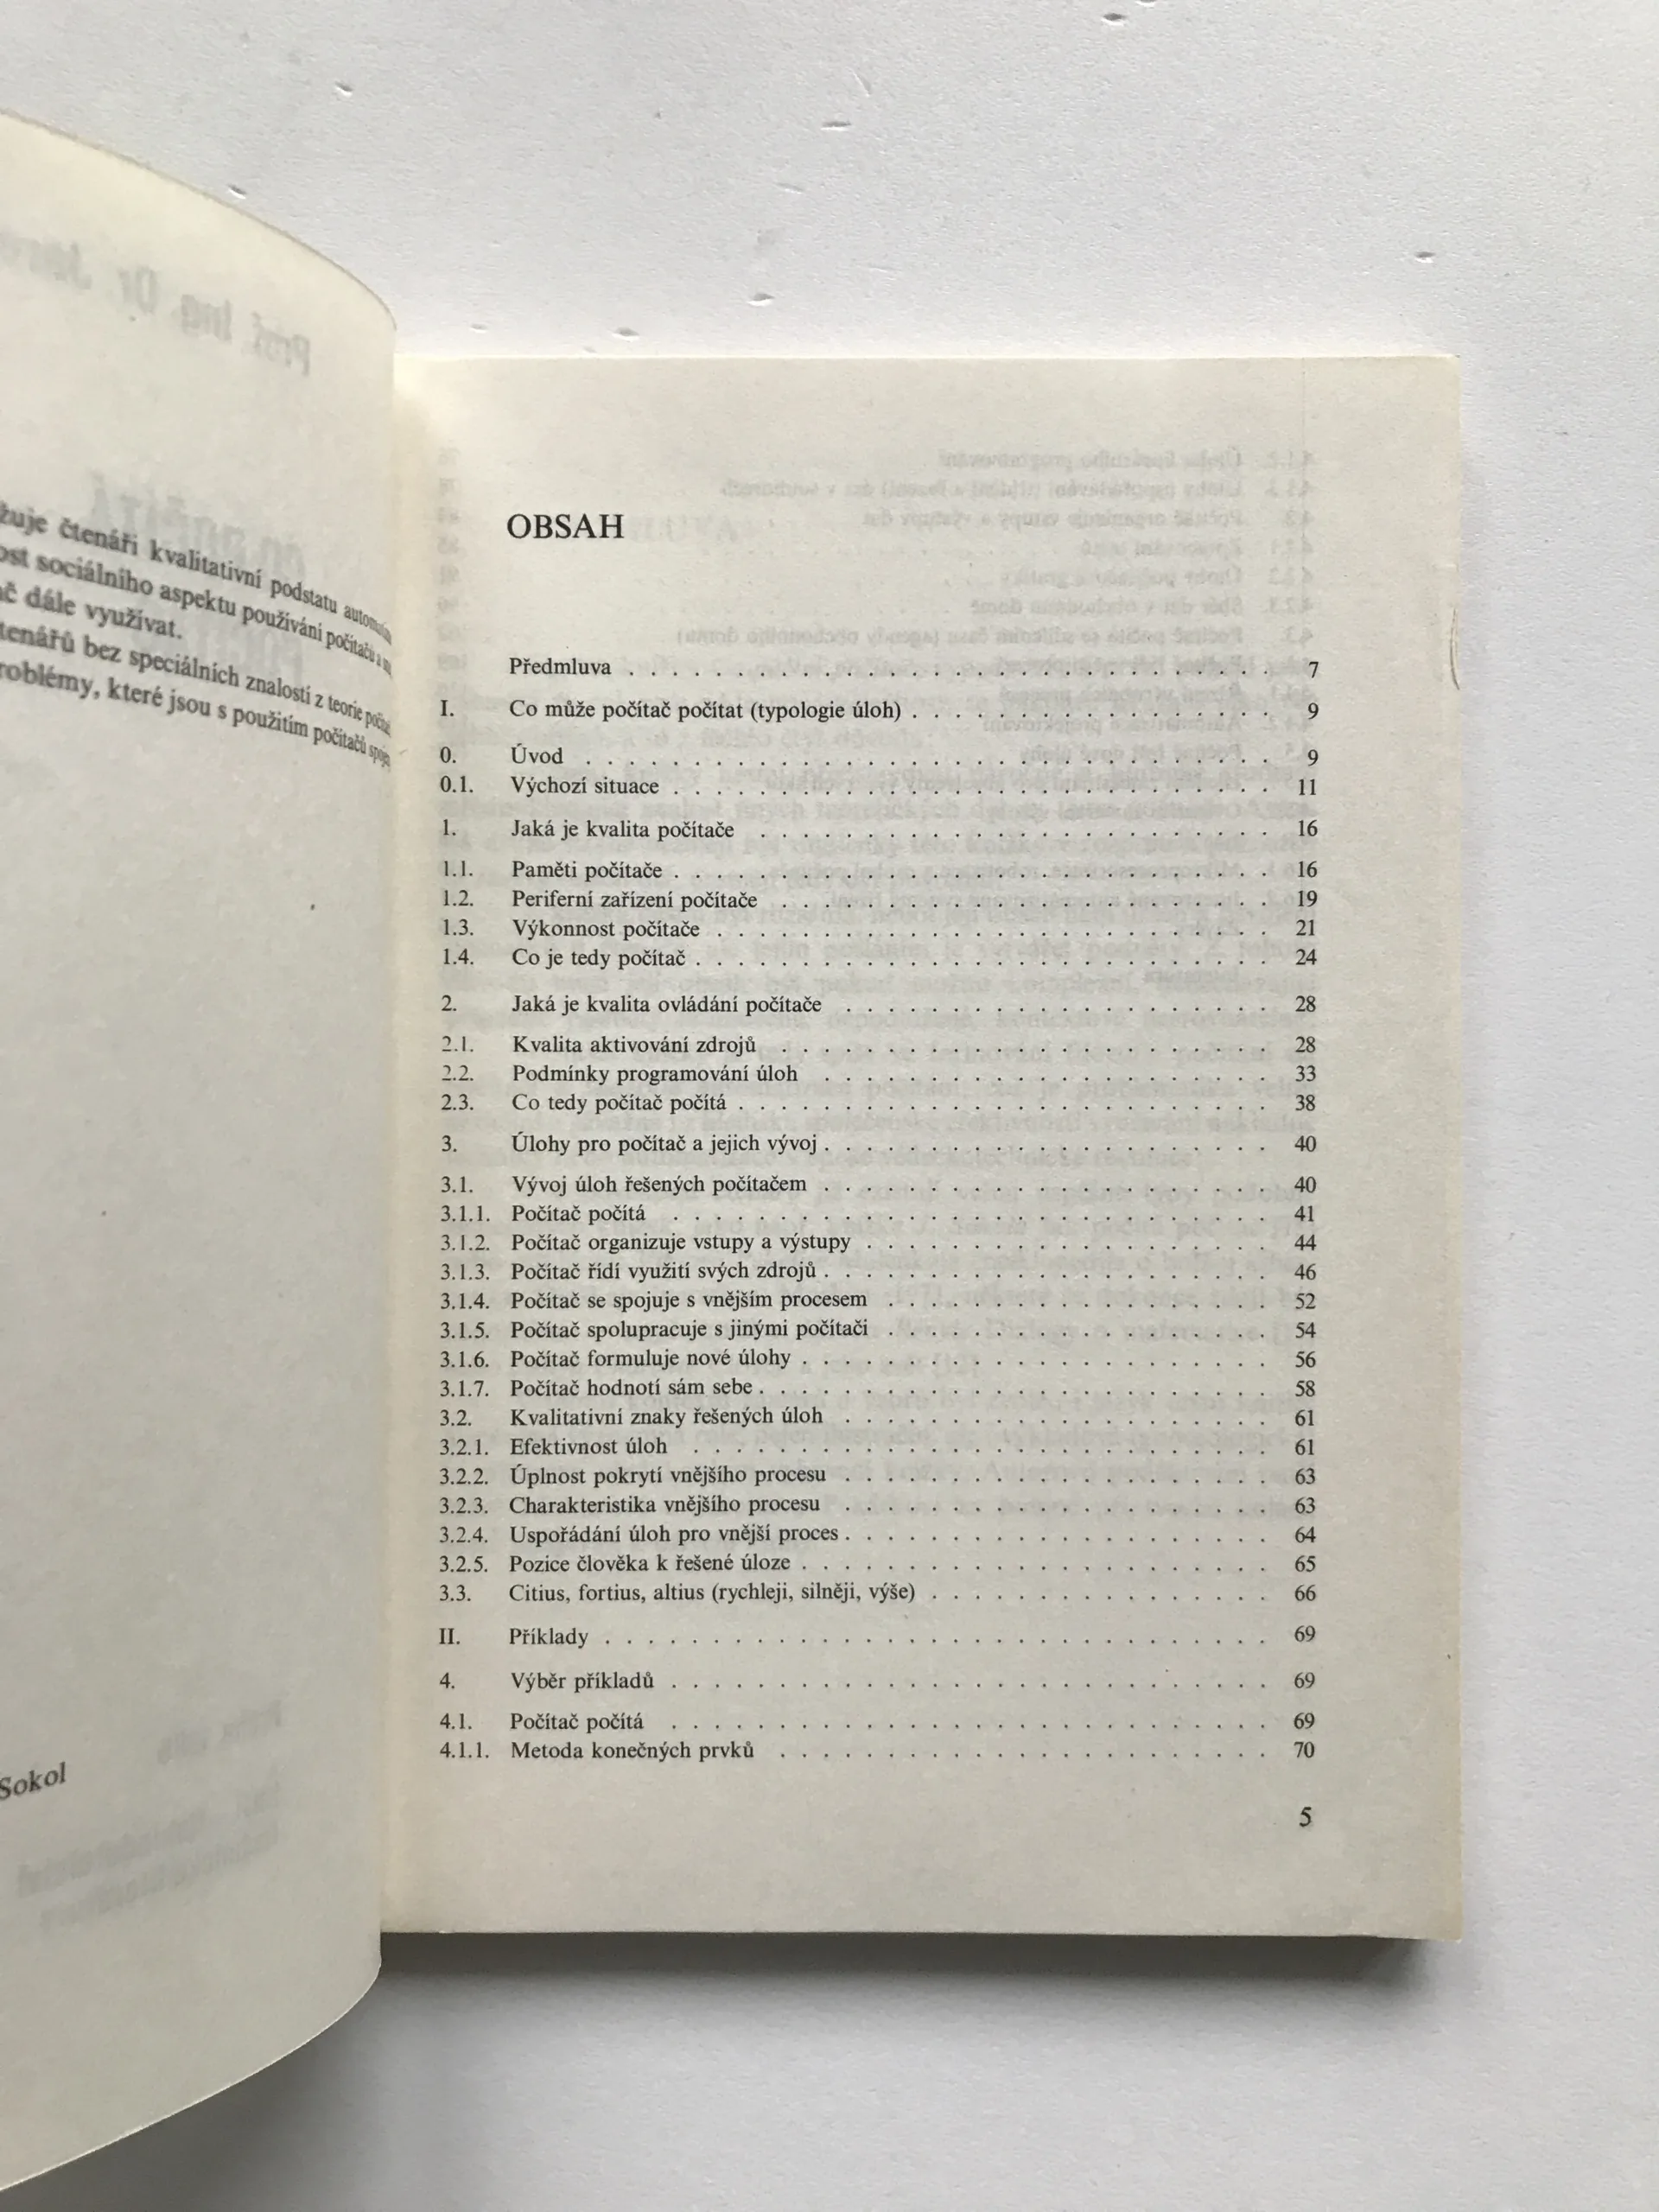 žuje čtenáři kvalitativní podstatu
ost sociálního aspektu používání počítačů a
č dále využívat.
tenářů bez speciálních znalostí z teorie
roblémy, které jsou s použitím počítačů
Sokol
OBSAH
Předmluva . . . 7
I. Co může počítač počítat (typologie úloh) . . . 9
0. Úvod . . . 9
0.1. Výchozí situace . . . 11
1. Jaká je kvalita počítače . . . 16
1.1. Paměti počítače . . . 16
1.2. Periferní zařízení počítače . . . 19
1.3. Výkonnost počítače . . . 21
1.4. Co je tedy počítač . . . 24
2. Jaká je kvalita ovládání počítače . . . 28
2.1. Kvalita aktivování zdrojů . . . 28
2.2. Podmínky programování úloh . . . 33
2.3. Co tedy počítač počítá . . . 38
3. Úlohy pro počítač a jejich vývoj . . . 40
3.1. Vývoj úloh řešených počítačem . . . 40
3.1.1. Počítač počítá . . . 41
3.1.2. Počítač organizuje vstupy a výstupy . . . 44
3.1.3. Počítač řídí využití svých zdrojů . . . 46
3.1.4. Počítač se spojuje s vnějším procesem . . . 52
3.1.5. Počítač spolupracuje s jinými počítači . . . 54
3.1.6. Počítač formuluje nové úlohy . . . 56
3.1.7. Počítač hodnotí sám sebe . . . 58
3.2. Kvalitativní znaky řešených úloh . . . 61
3.2.1. Efektivnost úloh . . . 61
3.2.2. Úplnost pokrytí vnějšího procesu . . . 63
3.2.3. Charakteristika vnějšího procesu . . . 63
3.2.4. Uspořádání úloh pro vnější proces . . . 64
3.2.5. Pozice člověka k řešené úloze . . . 65
3.3. Citius, fortius, altius (rychleji, silněji, výše) . . . 66
II. Příklady . . . 69
4. Výběr příkladů . . . 69
4.1. Počítač počítá . . . 69
4.1.1. Metoda konečných prvků . . . 70
5